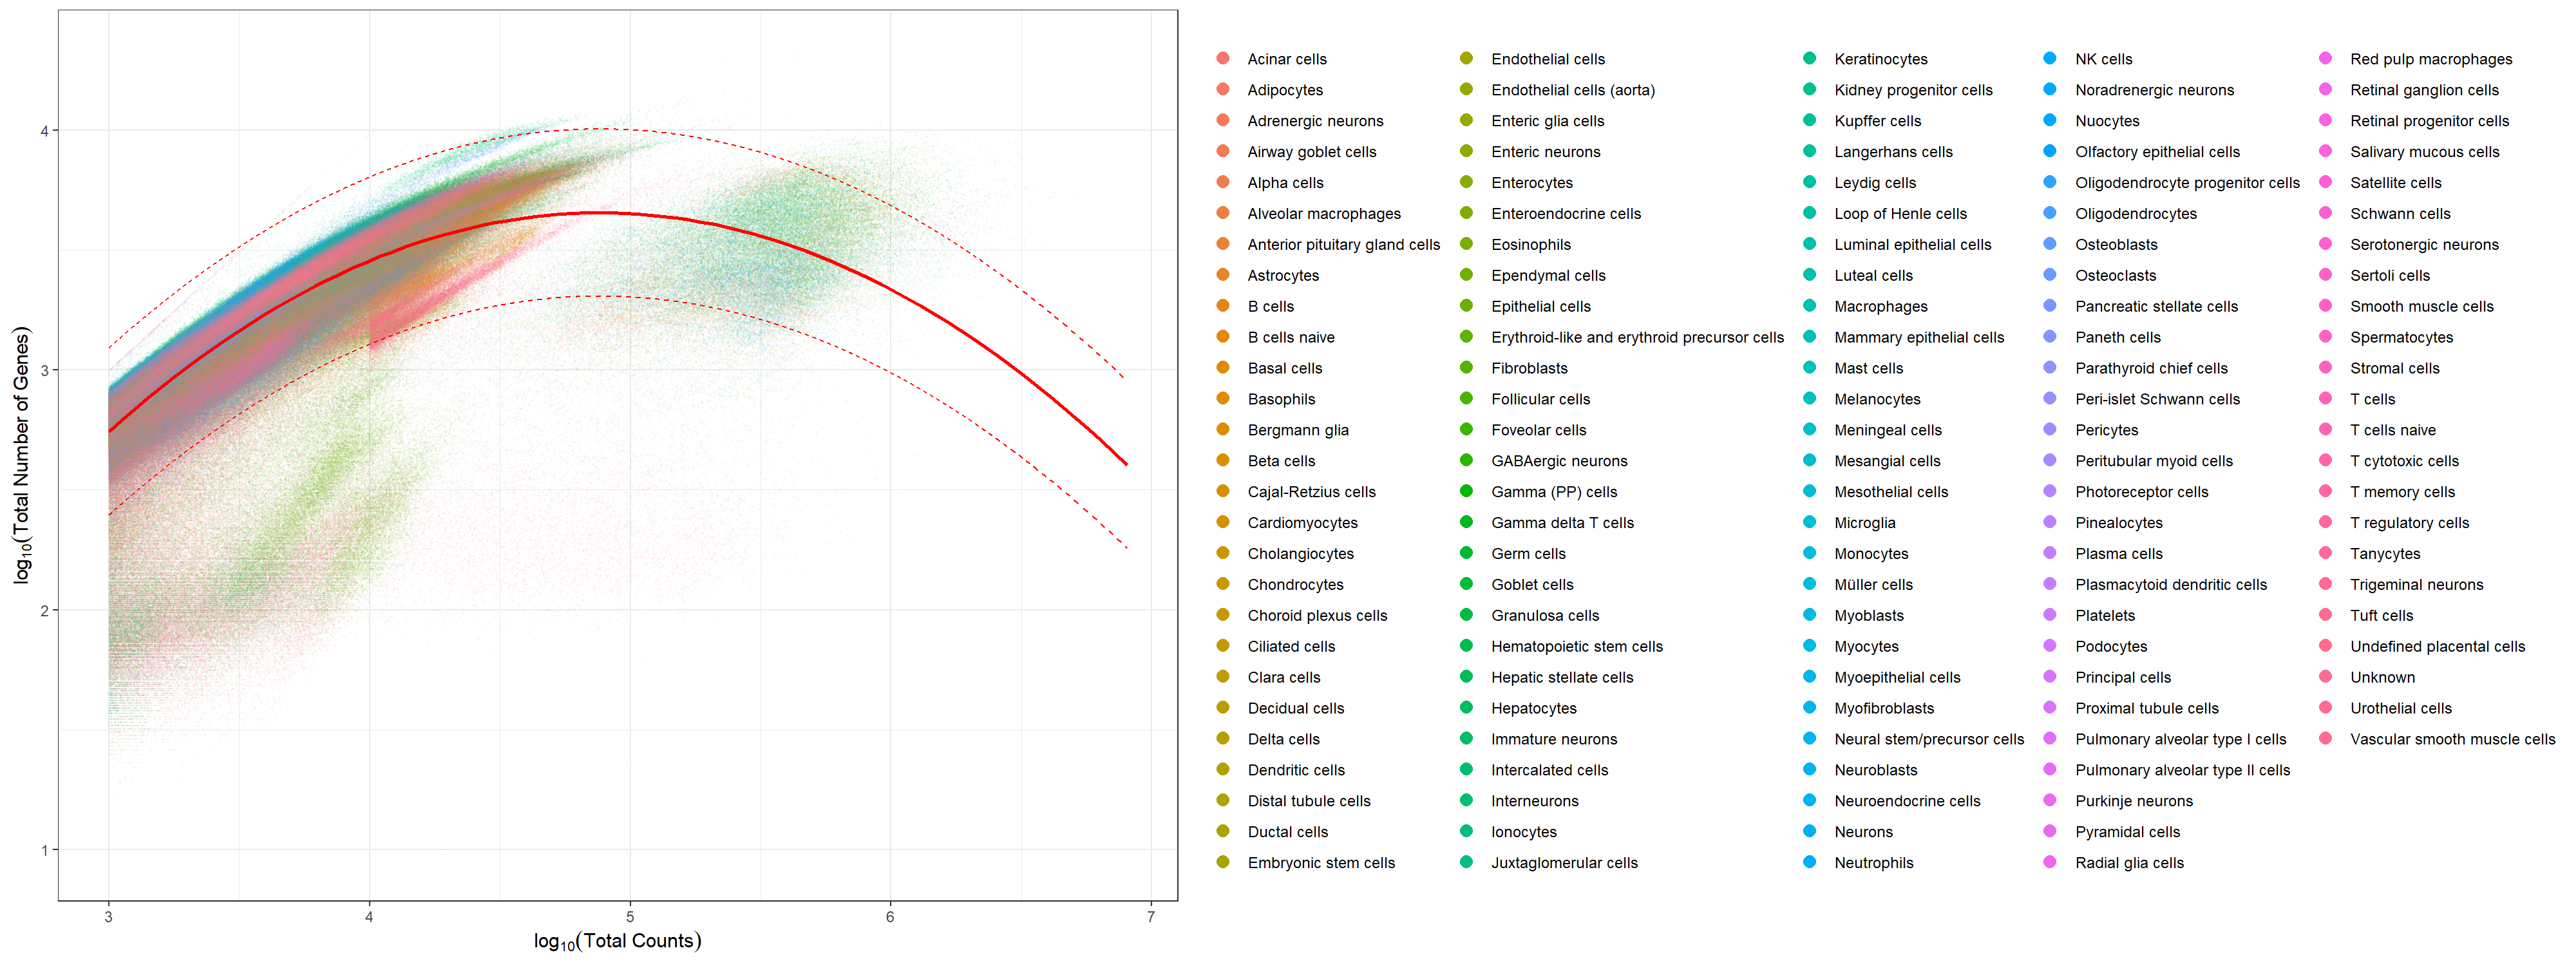 4
3
2
1
3
4
5
6
7
log10(Total Number of Genes)
log10(Total Counts)
Acinar cells
Adipocytes
Adrenergic neurons
Airway goblet cells
Alpha cells
Alveolar macrophages
Anterior pituitary gland cells
Astrocytes
B cells
B cells naive
Basal cells
Basophils
Bergmann glia
Beta cells
Cajal-Retzius cells
Cardiomyocytes
Cholangiocytes
Chondrocytes
Choroid plexus cells
Ciliated cells
Clara cells
Decidual cells
Delta cells
Dendritic cells
Distal tubule cells
Ductal cells
Embryonic stem cells
Endothelial cells
Endothelial cells (aorta)
Enteric glia cells
Enteric neurons
Enterocytes
Enteroendocrine cells
Eosinophils
Ependymal cells
Epithelial cells
Erythroid-like and erythroid precursor cells
Fibroblasts
Follicular cells
Foveolar cells
GABAergic neurons
Gamma (PP) cells
Gamma delta T cells
Germ cells
Goblet cells
Granulosa cells
Hematopoietic stem cells
Hepatic stellate cells
Hepatocytes
Immature neurons
Intercalated cells
Interneurons
Ionocytes
Juxtaglomerular cells
Keratinocytes
Kidney progenitor cells
Kupffer cells
Langerhans cells
Leydig cells
Loop of Henle cells
Luminal epithelial cells
Luteal cells
Macrophages
Mammary epithelial cells
Mast cells
Melanocytes
Meningeal cells
Mesangial cells
Mesothelial cells
Microglia
Monocytes
Müller cells
Myoblasts
Myocytes
Myoepithelial cells
Myofibroblasts
Neural stem/precursor cells
Neuroblasts
Neuroendocrine cells
Neurons
Neutrophils
NK cells
Noradrenergic neurons
Nuocytes
Olfactory epithelial cells
Oligodendrocyte progenitor cells
Oligodendrocytes
Osteoblasts
Osteoclasts
Pancreatic stellate cells
Paneth cells
Parathyroid chief cells
Peri-islet Schwann cells
Pericytes
Peritubular myoid cells
Photoreceptor cells
Pinealocytes
Plasma cells
Plasmacytoid dendritic cells
Platelets
Podocytes
Principal cells
Proximal tubule cells
Pulmonary alveolar type I cells
Pulmonary alveolar type II cells
Purkinje neurons
Pyramidal cells
Radial glia cells
Red pulp macrophages
Retinal ganglion cells
Retinal progenitor cells
Salivary mucous cells
Satellite cells
Schwann cells
Serotonergic neurons
Sertoli cells
Smooth muscle cells
Spermatocytes
Stromal cells
T cells
T cells naive
T cytotoxic cells
T memory cells
T regulatory cells
Tanycytes
Trigeminal neurons
Tuft cells
Undefined placental cells
Unknown
Urothelial cells
Vascular smooth muscle cells